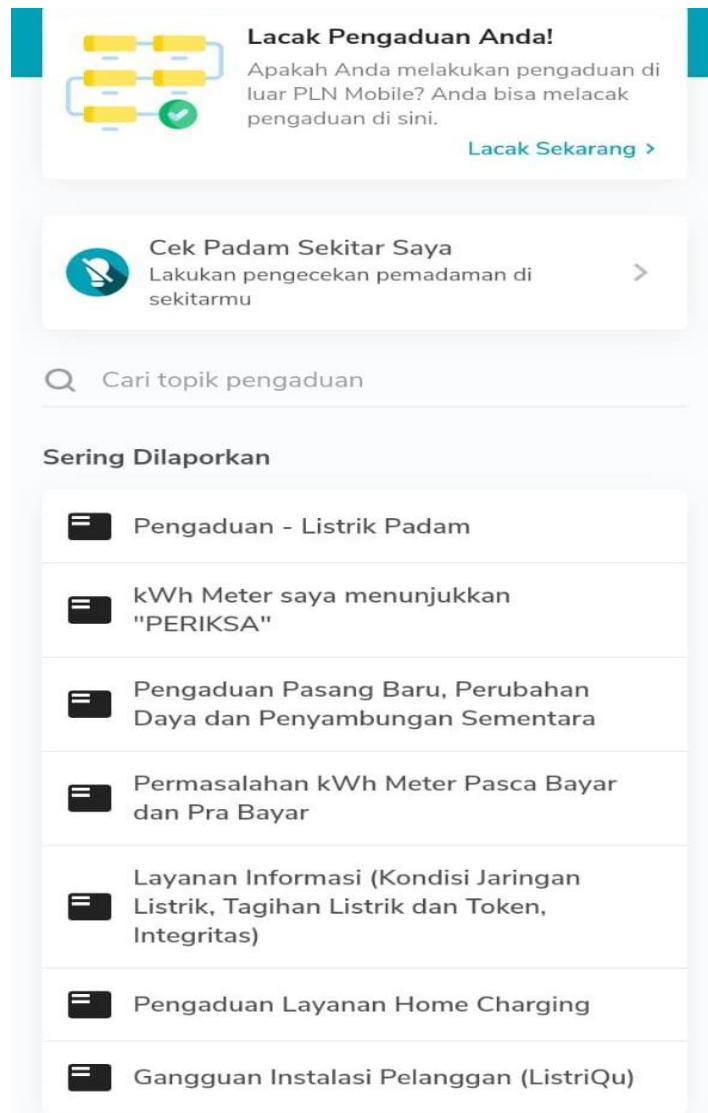 Lacak Pengaduan Anda!
Apakah Anda melakukan pengaduan di
luar PLN Mobile? Anda bisa melacak
pengaduan di sini.
Lacak Sekarang >
Cek Padam Sekitar Saya
Lakukan pengecekan pemadaman di
sekitarmu
Cari topik pengaduan
Sering Dilaporkan
Pengaduan - Listrik Padam
kWh Meter saya menunjukkan
"PERIKSA"
Pengaduan Pasang Baru, Perubahan
Daya dan Penyambungan Sementara
Permasalahan kWh Meter Pasca Bayar
dan Pra Bayar
Layanan Informasi (Kondisi Jaringan
Listrik, Tagihan Listrik dan Token,
Integritas)
Pengaduan Layanan Home Charging
Gangguan Instalasi Pelanggan (ListriQu)